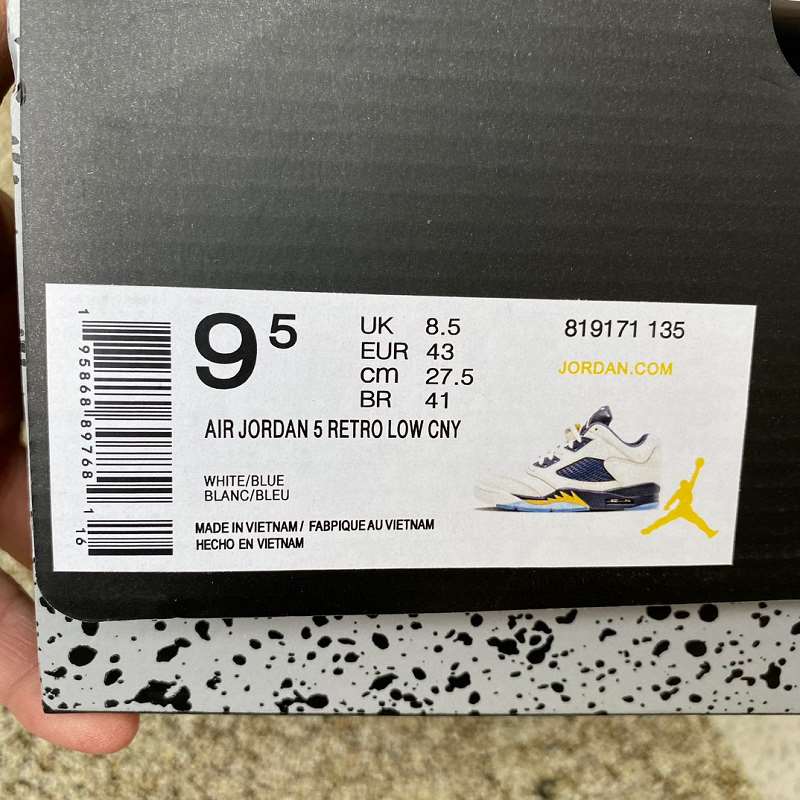 9⁵
UK 8.5
EUR 43
cm 27.5
BR 41
819171 135
JORDAN.COM
AIR JORDAN 5 RETRO LOW CNY
WHITE/BLUE
BLANC/BLEU
MADE IN VIETNAM / FABPIQUE AU VIETNAM
HECHO EN VIETNAM
1 95868 89768 1 16